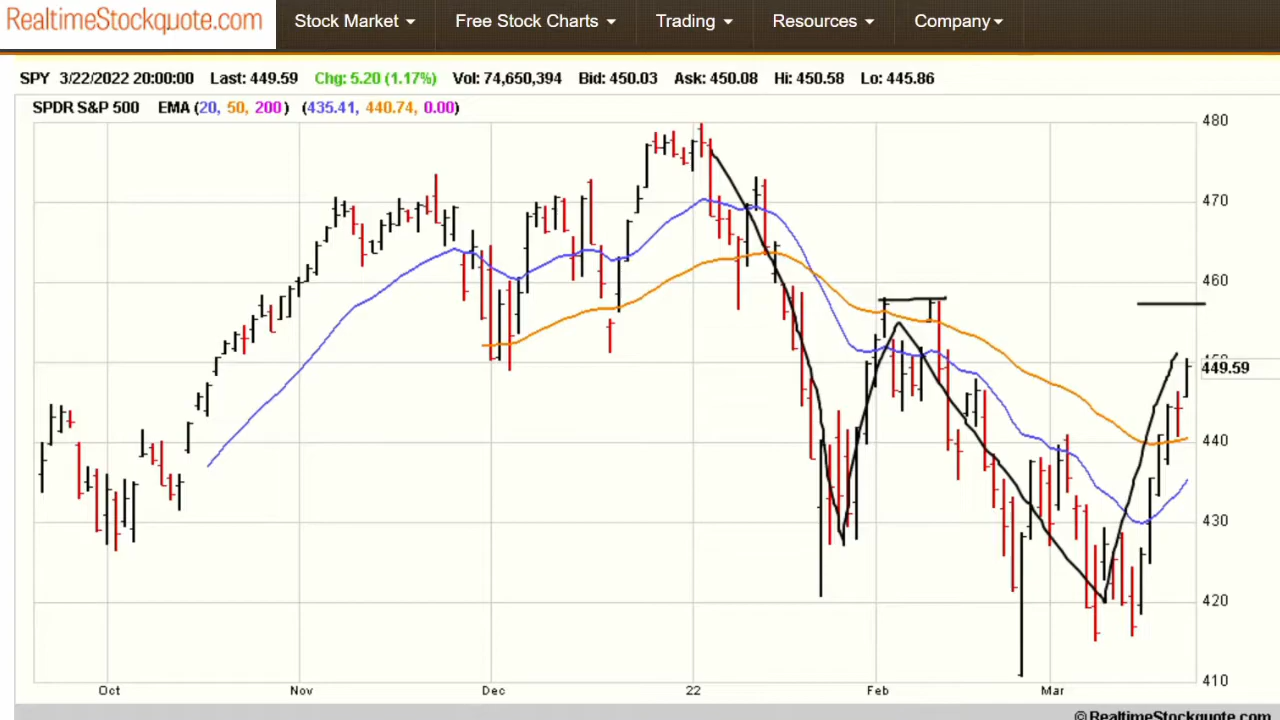 RealtimeStockquote.com
Stock Market Free Stock Charts Trading Resources Company
SPY 3/22/2022 20:00:00 Last: 449.59 Chg: 5.20 (1.17%) Vol: 74,650,394 Bid: 450.03 Ask: 450.08 Hi: 450.58 Lo: 445.86
SPDR S&P 500 EMA (20, 50, 200) (435.41, 440.74, 0.00)
480
470
460
449.59
440
430
420
410
Oct Nov Dec 22 Feb Mar
© RealtimeStockquote.com